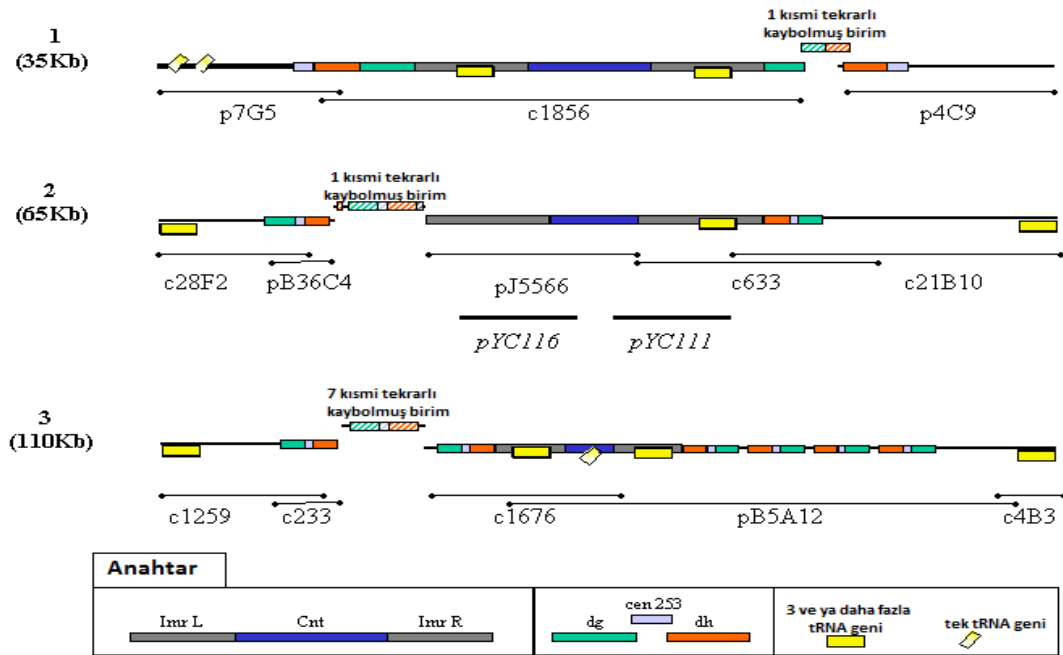 1 kısmi tekrarlı
kaybolmuş birim
1
(35Kb)
p7G5
c1856
p4C9
1 kısmi tekrarlı
kaybolmuş birim
2
(65Kb)
c28F2
pB36C4
pJ5566
c633
c21B10
pYC116
pYC111
7 kısmi tekrarlı
kaybolmuş birim
3
(110Kb)
c1259
c233
c1676
pB5A12
c4B3
Anahtar
Imr L
Cnt
Imr R
cen 253
dg
dh
3 ve ya daha fazla
tRNA geni
tek tRNA geni